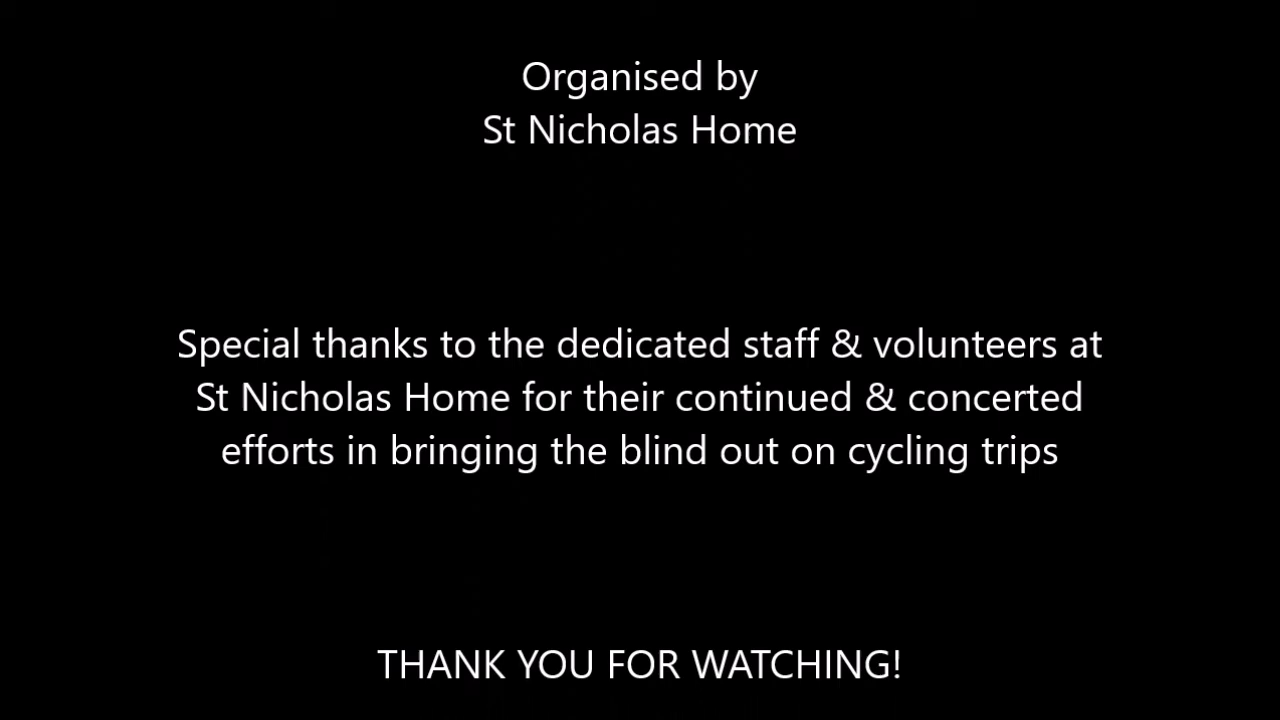 Organised by
St Nicholas Home
Special thanks to the dedicated staff & volunteers at
St Nicholas Home for their continued & concerted
efforts in bringing the blind out on cycling trips
THANK YOU FOR WATCHING!